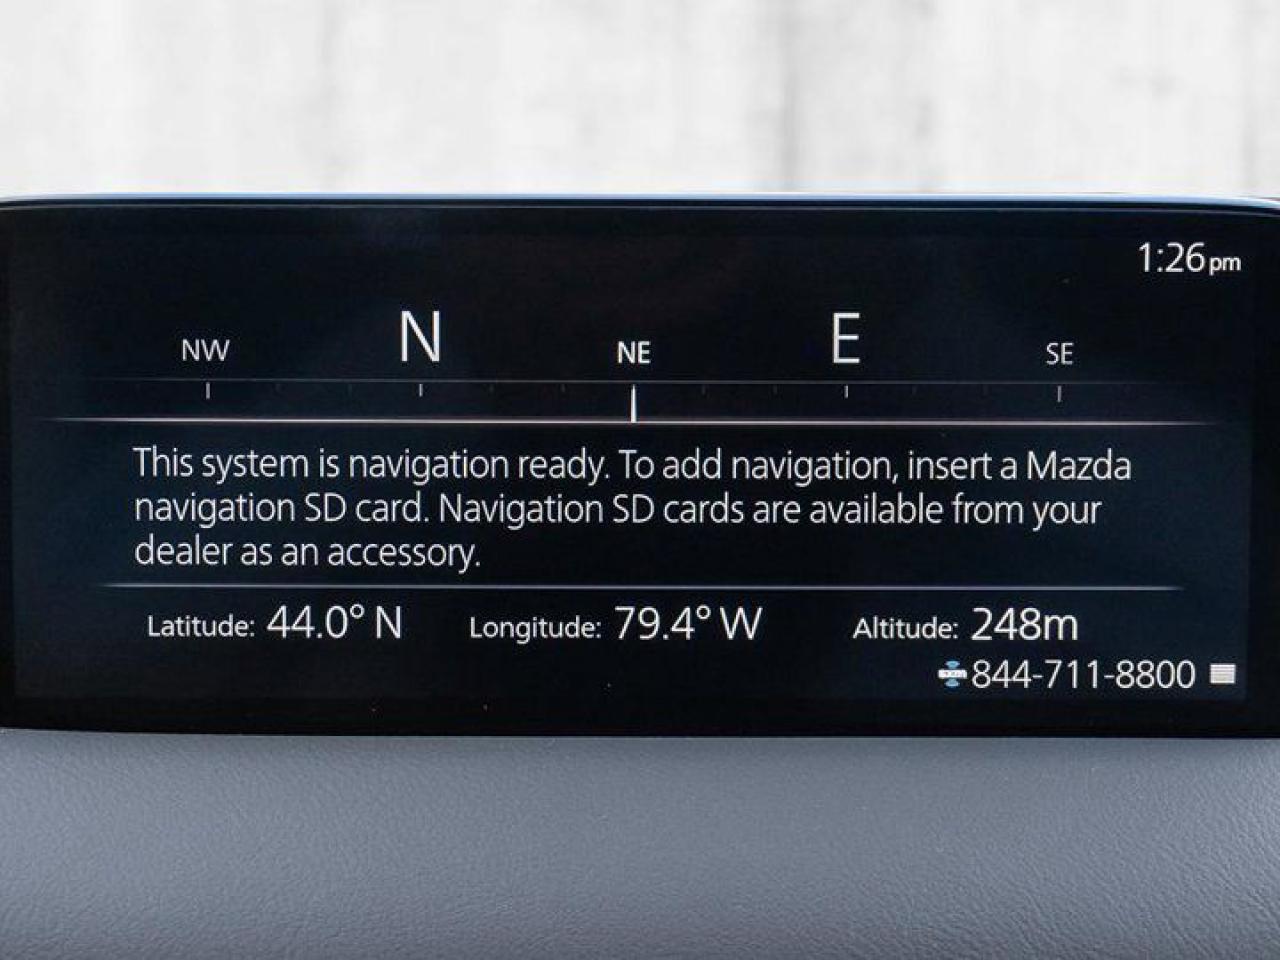 1:26pm
NW N NE E SE
This system is navigation ready. To add navigation, insert a Mazda
navigation SD card. Navigation SD cards are available from your
dealer as an accessory.
Latitude: 44.0° N Longitude: 79.4° W Altitude: 248m
844-711-8800